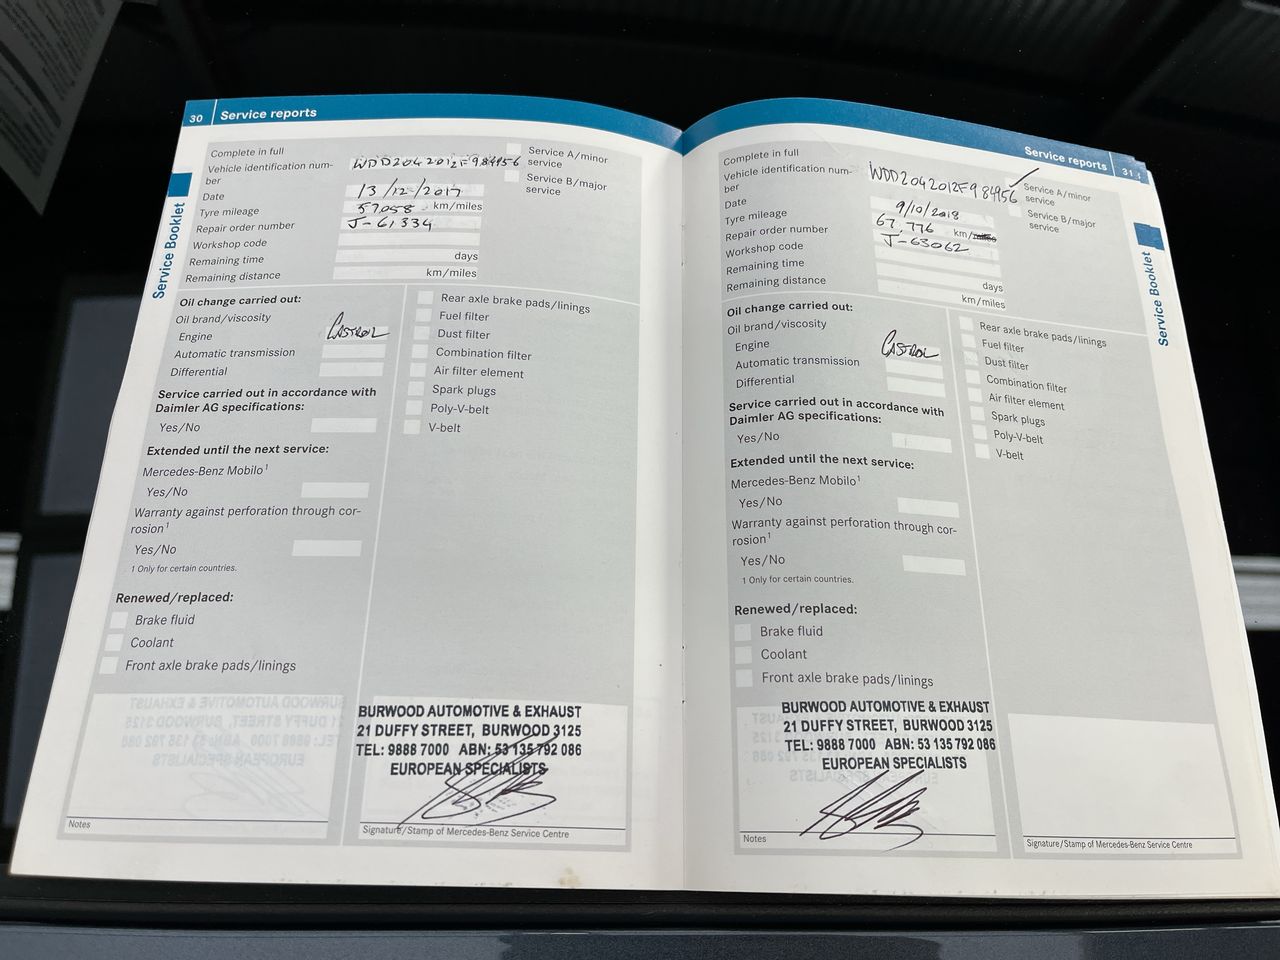 30 Service reports
Complete in full
Vehicle identification num-
ber
WDD2042012F984956
Date
13/12/2017
Tyre mileage
57058 km/miles
Repair order number
J-61334
Workshop code
Remaining time
days
Remaining distance
km/miles
Service A/minor
service
Service B/major
service
Service Booklet
Oil change carried out:
Oil brand/viscosity
Engine
CASTROL
Automatic transmission
Differential
Service carried out in accordance with
Daimler AG specifications:
Yes/No
Extended until the next service:
Mercedes-Benz Mobilo1
Yes/No
Warranty against perforation through cor-
rosion1
Yes/No
1 Only for certain countries.
Renewed/replaced:
Brake fluid
Coolant
Front axle brake pads/linings
Rear axle brake pads/linings
Fuel filter
Dust filter
Combination filter
Air filter element
Spark plugs
Poly-V-belt
V-belt
BURWOOD AUTOMOTIVE & EXHAUST
21 DUFFY STREET, BURWOOD 3125
TEL: 9888 7000 ABN: 53 135 792 086
EUROPEAN SPECIALISTS
Notes
Signature/Stamp of Mercedes-Benz Service Centre
Service reports 31
Complete in full
Vehicle identification num-
ber
WDD2042012F984956
Date
9/10/2018
Tyre mileage
67,776 km/miles
Repair order number
J-63062
Workshop code
Remaining time
days
Remaining distance
km/miles
Service A/minor
service
Service B/major
service
Service Booklet
Oil change carried out:
Oil brand/viscosity
Engine
CASTROL
Automatic transmission
Differential
Service carried out in accordance with
Daimler AG specifications:
Yes/No
Extended until the next service:
Mercedes-Benz Mobilo1
Yes/No
Warranty against perforation through cor-
rosion1
Yes/No
1 Only for certain countries.
Renewed/replaced:
Brake fluid
Coolant
Front axle brake pads/linings
Rear axle brake pads/linings
Fuel filter
Dust filter
Combination filter
Air filter element
Spark plugs
Poly-V-belt
V-belt
BURWOOD AUTOMOTIVE & EXHAUST
21 DUFFY STREET, BURWOOD 3125
TEL: 9888 7000 ABN: 53 135 792 086
EUROPEAN SPECIALISTS
Notes
Signature/Stamp of Mercedes-Benz Service Centre